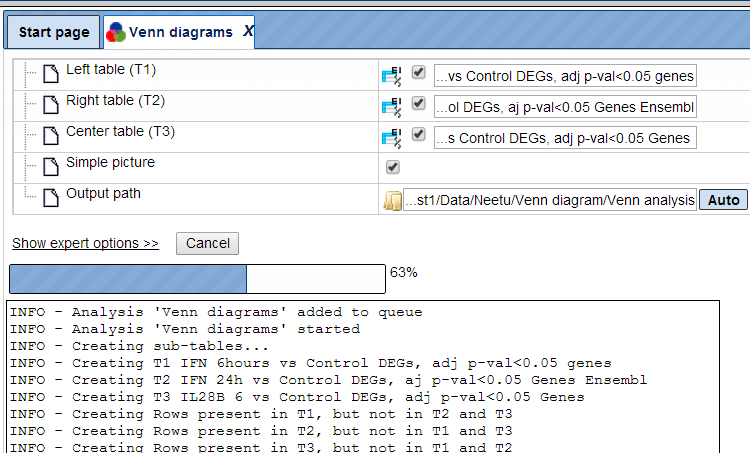 Start page
Venn diagrams X
Left table (T1)
EI
...vs Control DEGs, adj p-val<0.05 genes
Right table (T2)
EI
...ol DEGs, aj p-val<0.05 Genes Ensembl
Center table (T3)
EI
...s Control DEGs, adj p-val<0.05 Genes
Simple picture
Output path
...st1/Data/Neetu/Venn diagram/Venn analysis
Auto
Show expert options >>
Cancel
63%
INFO - Analysis 'Venn diagrams' added to queue
INFO - Analysis 'Venn diagrams' started
INFO - Creating sub-tables...
INFO - Creating T1 IFN 6hours vs Control DEGs, adj p-val<0.05 genes
INFO - Creating T2 IFN 24h vs Control DEGs, aj p-val<0.05 Genes Ensembl
INFO - Creating T3 IL28B 6 vs Control DEGs, adj p-val<0.05 Genes
INFO - Creating Rows present in T1, but not in T2 and T3
INFO - Creating Rows present in T2, but not in T1 and T3
INFO - Creating Rows present in T3, but not in T1 and T2